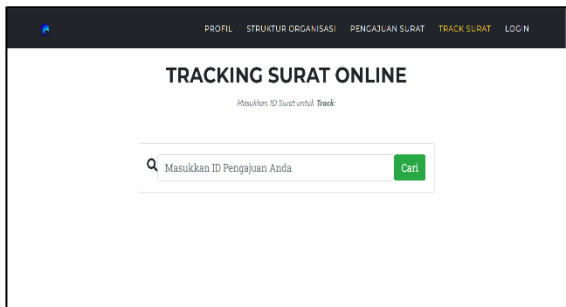 PROFIL STRUKTUR ORGANISASI PENGAJUAN SURAT TRACK SURAT LOGIN
TRACKING SURAT ONLINE
Masukkan ID Surat untuk Track
Masukkan ID Pengajuan Anda Cari